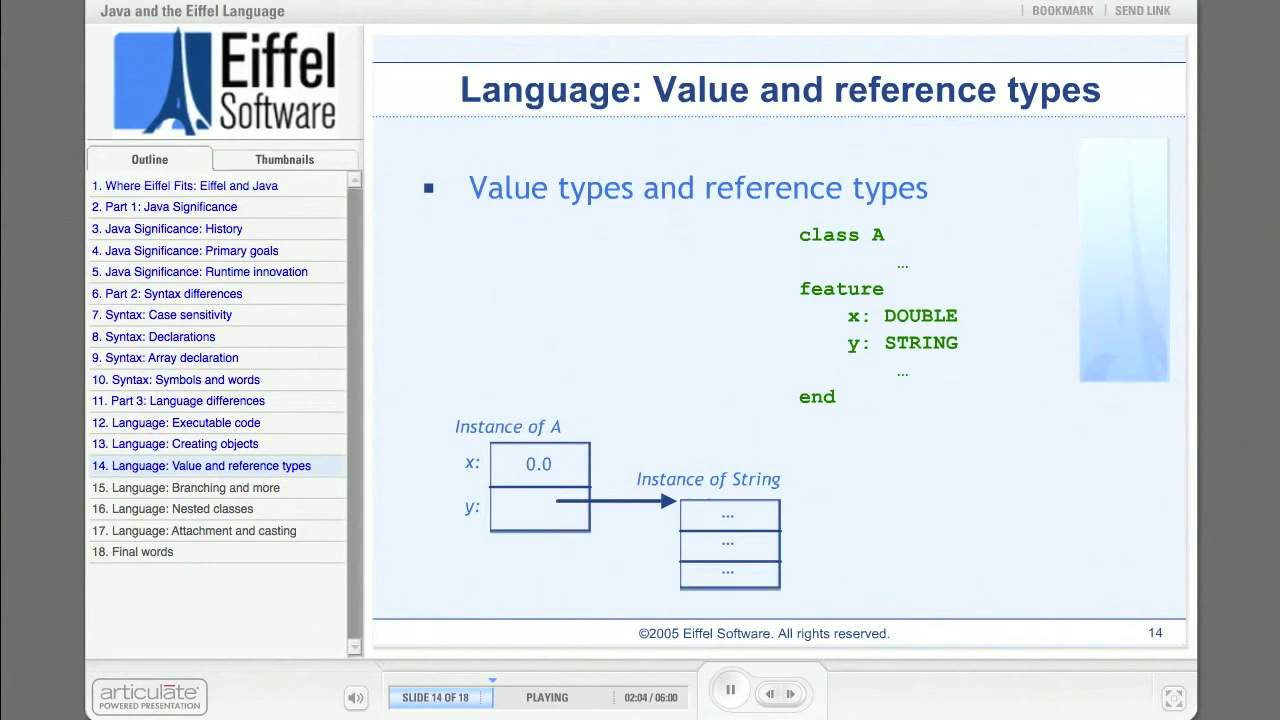 Java and the Eiffel Language
BOOKMARK
SEND LINK
Eiffel
Software
Outline
Thumbnails
1. Where Eiffel Fits: Eiffel and Java
2. Part 1: Java Significance
3. Java Significance: History
4. Java Significance: Primary goals
5. Java Significance: Runtime innovation
6. Part 2: Syntax differences
7. Syntax: Case sensitivity
8. Syntax: Declarations
9. Syntax: Array declaration
10. Syntax: Symbols and words
11. Part 3: Language differences
12. Language: Executable code
13. Language: Creating objects
14. Language: Value and reference types
15. Language: Branching and more
16. Language: Nested classes
17. Language: Attachment and casting
18. Final words
Language: Value and reference types
▪ Value types and reference types
class A
…
feature
x: DOUBLE
y: STRING
…
end
Instance of A
x: 0.0
y:
Instance of String
…
…
…
©2005 Eiffel Software. All rights reserved.
14
articulate
POWERED PRESENTATION
SLIDE 14 OF 18
PLAYING
02:04 / 06:00